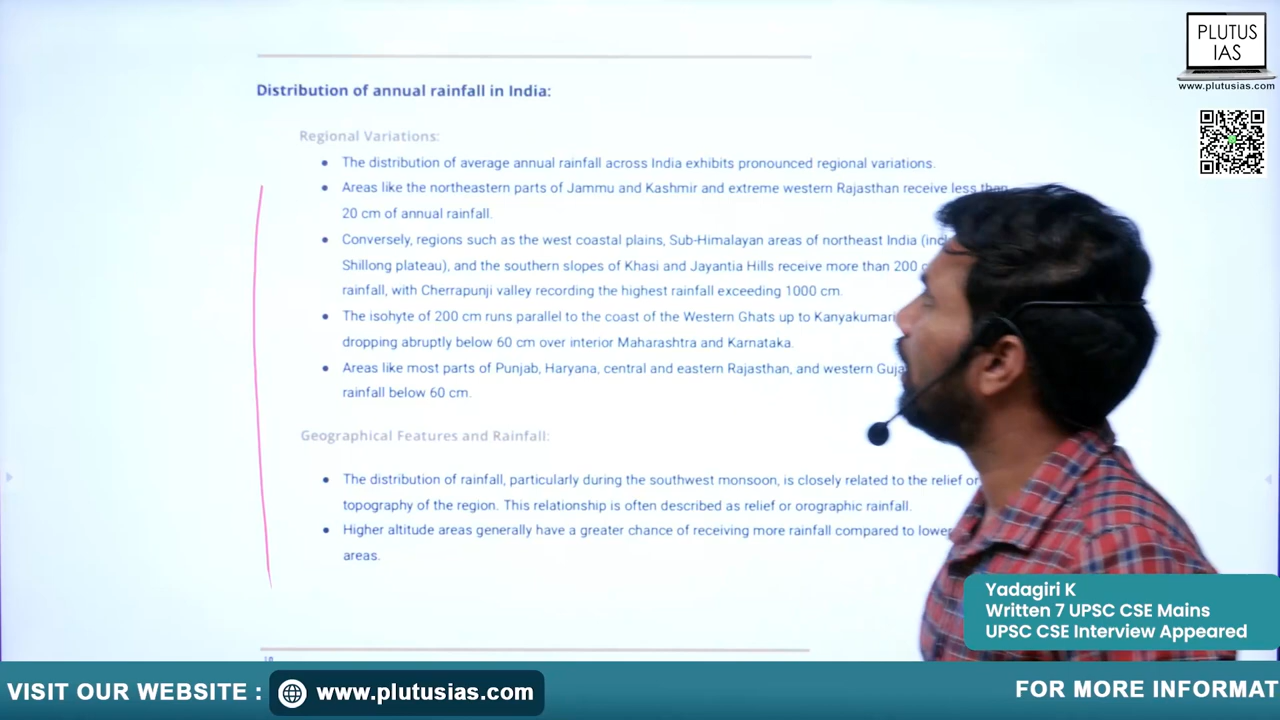 PLUTUS
IAS
www.plutusias.com
Distribution of annual rainfall in India:
Regional Variations:
The distribution of average annual rainfall across India exhibits pronounced regional variations.
Areas like the northeastern parts of Jammu and Kashmir and extreme western Rajasthan receive less than
20 cm of annual rainfall.
Conversely, regions such as the west coastal plains, Sub-Himalayan areas of northeast India
Shillong plateau), and the southern slopes of Khasi and Jayantia Hills receive more than 200
rainfall, with Cherrapunji valley recording the highest rainfall exceeding 1000 cm.
The isohyte of 200 cm runs parallel to the coast of the Western Ghats up to Kanyakumari
dropping abruptly below 60 cm over interior Maharashtra and Karnataka.
Areas like most parts of Punjab, Haryana, central and eastern Rajasthan, and western
rainfall below 60 cm.
Geographical Features and Rainfall:
The distribution of rainfall, particularly during the southwest monsoon, is closely related to the relief or
topography of the region. This relationship is often described as relief or orographic rainfall.
Higher altitude areas generally have a greater chance of receiving more rainfall compared to lower
areas.
Yadagiri K
Written 7 UPSC CSE Mains
UPSC CSE Interview Appeared
VISIT OUR WEBSITE :
www.plutusias.com
FOR MORE INFORMAT